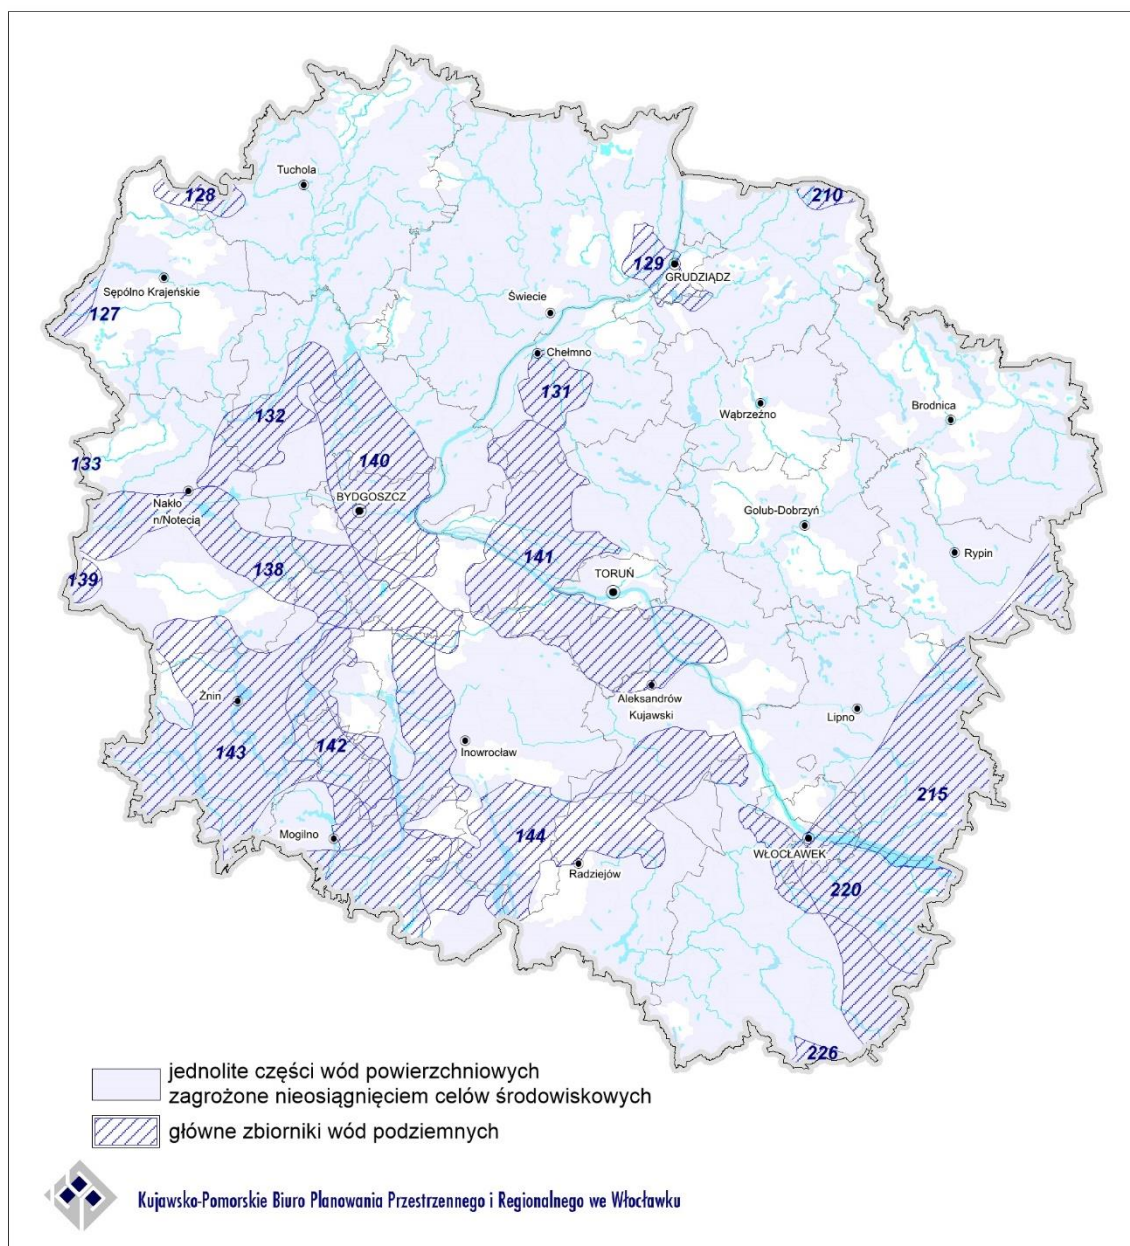 Tuchola
128
210
129
GRUDZIĄDZ
Sępólno Krajeńskie
127
Świecie
Chełmno
131
Wąbrzeźno
Brodnica
132
133
140
Nakło
n/Notecią
BYDGOSZCZ
Golub-Dobrzyń
141
Rypin
138
139
TORUŃ
Żnin
Aleksandrów
Kujawski
Lipno
143
142
Inowrocław
215
Mogilno
144
WŁOCŁAWEK
Radziejów
220
226
jednolite części wód powierzchniowych
zagrożone nieosiągnięciem celów środowiskowych
główne zbiorniki wód podziemnych
Kujawsko-Pomorskie Biuro Planowania Przestrzennego i Regionalnego we Włocławku